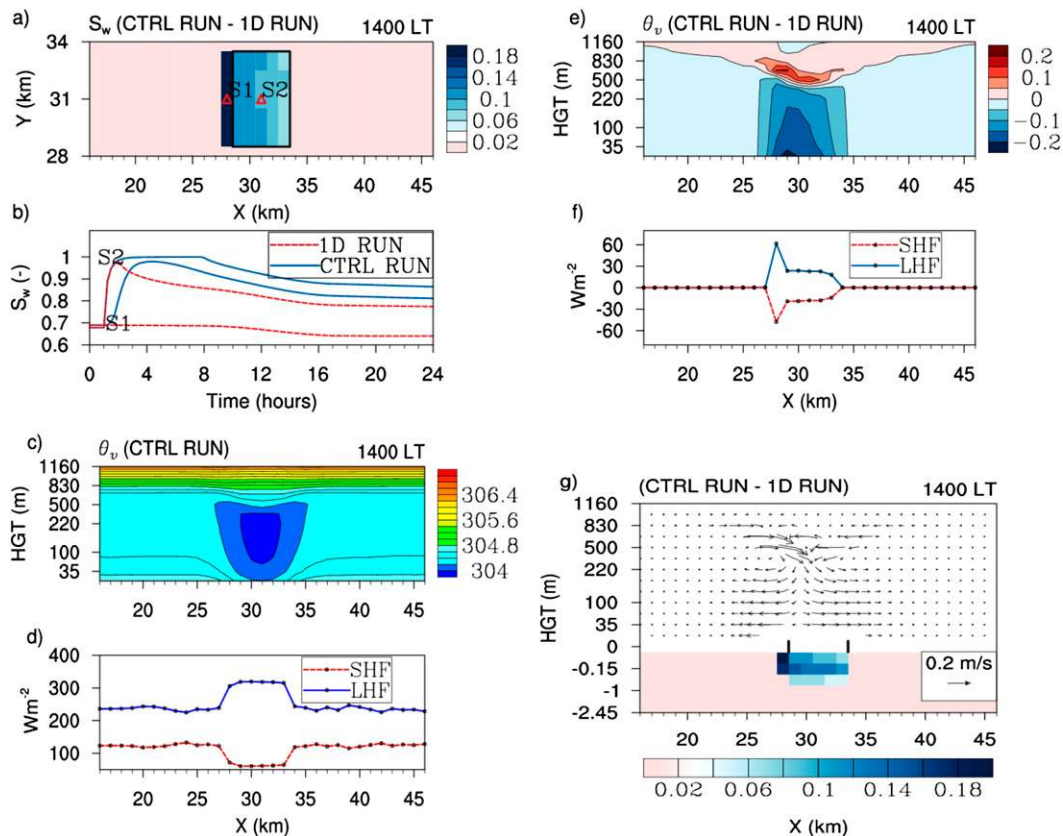 a) S_w (CTRL RUN - 1D RUN) 1400 LT
34
31
28
Y (km)
S1 S2
0.18
0.14
0.1
0.06
0.02
20 25 30 35 40 45
X (km)
b)
S_w (-)
1
0.9
0.8
0.7
0.6
S2
S1
1D RUN
CTRL RUN
0 4 8 12 16 20 24
Time (hours)
c) θ_v (CTRL RUN) 1400 LT
1160
830
500
220
100
35
HGT (m)
306.4
305.6
304.8
304
20 25 30 35 40 45
d)
400
300
200
100
Wm⁻²
SHF
LHF
20 25 30 35 40 45
X (km)
e) θ_v (CTRL RUN - 1D RUN) 1400 LT
1160
830
500
220
100
35
HGT (m)
0.2
0.1
0
-0.1
-0.2
20 25 30 35 40 45
f)
60
30
0
-30
-60
Wm⁻²
SHF
LHF
20 25 30 35 40 45
X (km)
g) (CTRL RUN - 1D RUN) 1400 LT
1160
830
500
220
100
35
0
-0.15
-1
-2.45
HGT (m)
0.2 m/s
20 25 30 35 40 45
0.02 0.06 0.1 0.14 0.18
X (km)